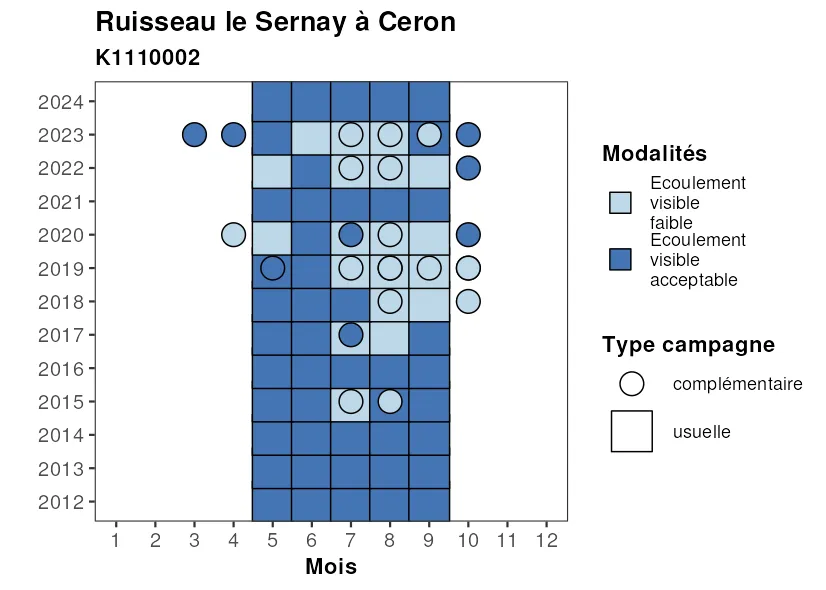 Ruisseau le Sernay à Ceron
K1110002
2024
2023
2022
2021
2020
2019
2018
2017
2016
2015
2014
2013
2012
1 2 3 4 5 6 7 8 9 10 11 12
Mois
Modalités
Ecoulement
visible
faible
Ecoulement
visible
acceptable
Type campagne
complémentaire
usuelle